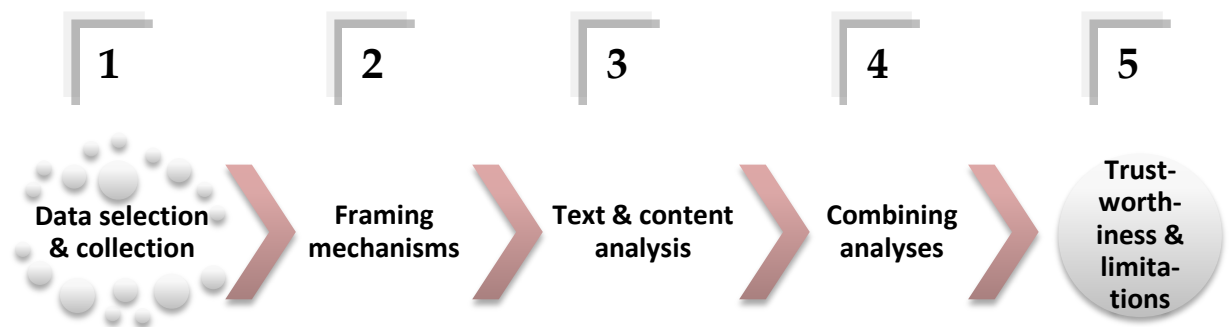 1
2
3
4
5
Data selection
& collection
Framing
mechanisms
Text & content
analysis
Combining
analyses
Trust-
worth-
iness &
limita-
tions